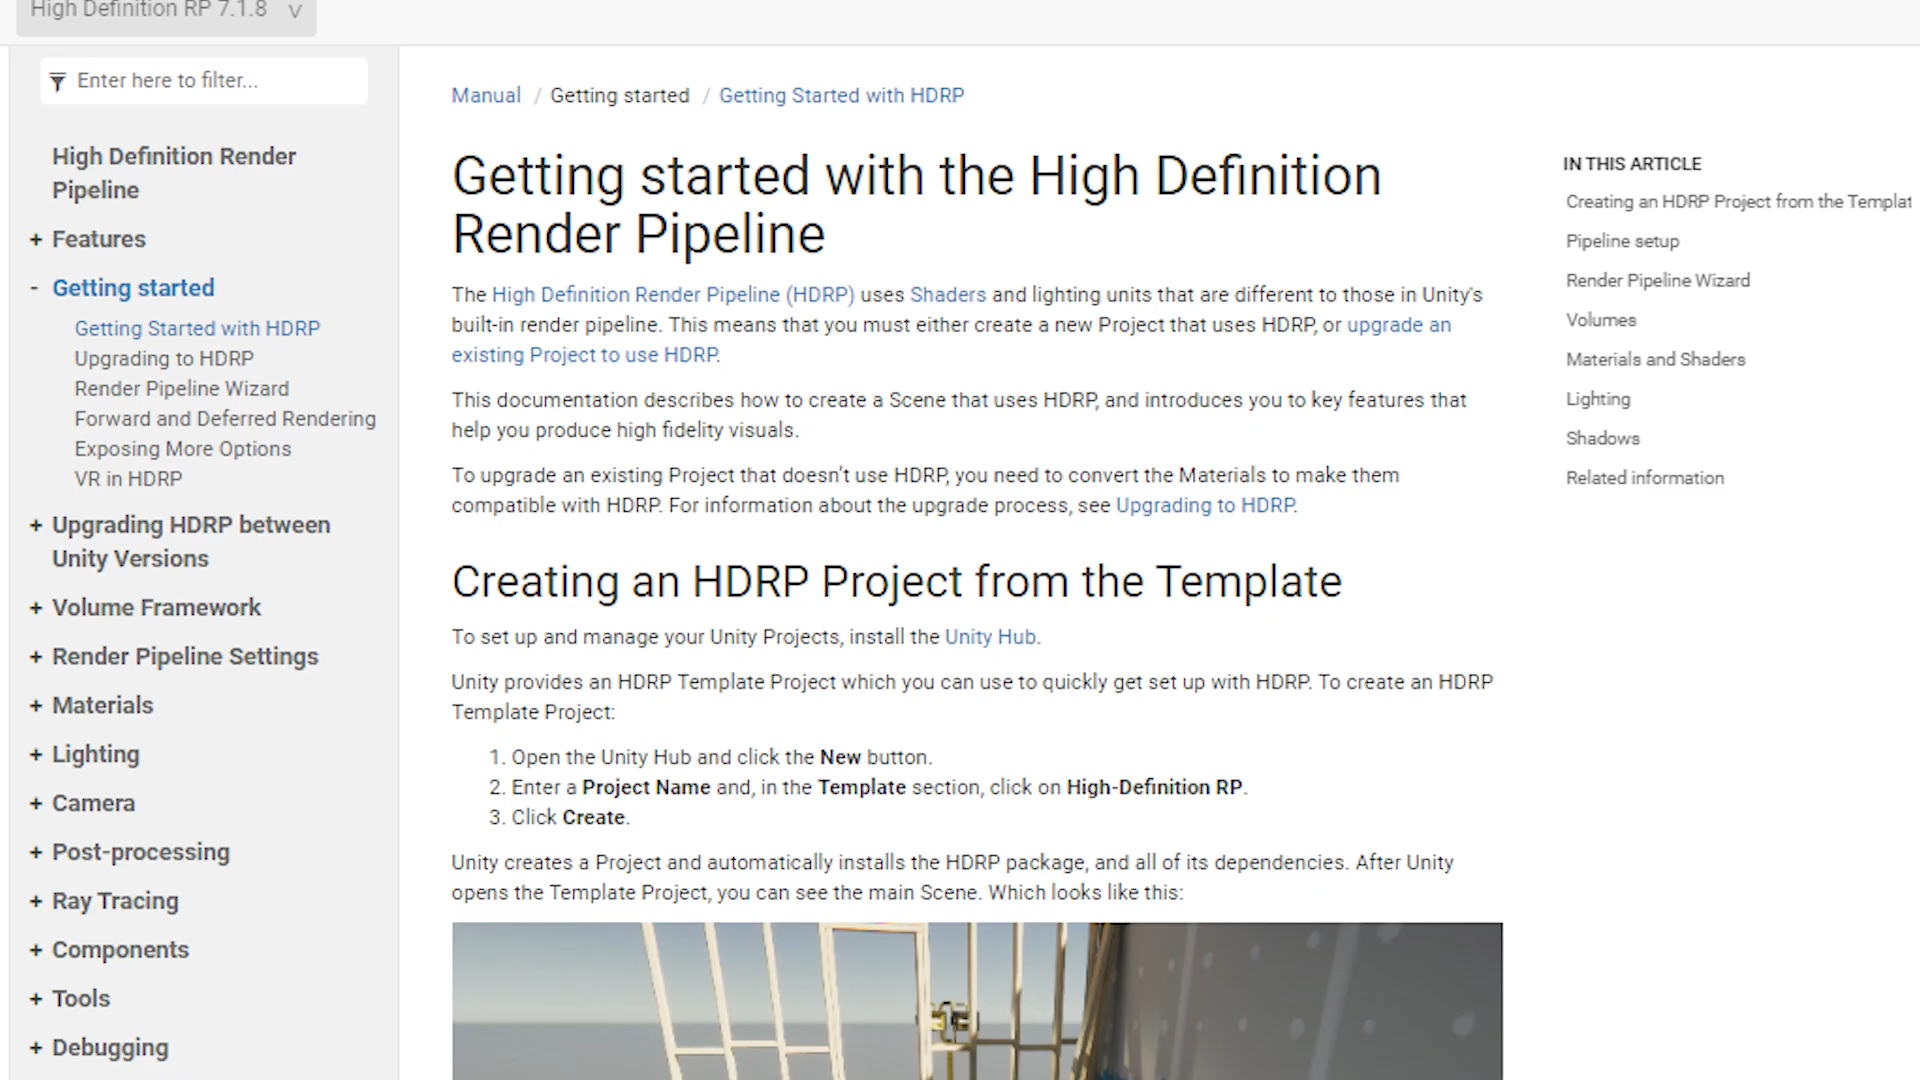 High Definition RP 7.1.8
Enter here to filter...
High Definition Render
Pipeline
+ Features
- Getting started
Getting Started with HDRP
Upgrading to HDRP
Render Pipeline Wizard
Forward and Deferred Rendering
Exposing More Options
VR in HDRP
+ Upgrading HDRP between
Unity Versions
+ Volume Framework
+ Render Pipeline Settings
+ Materials
+ Lighting
+ Camera
+ Post-processing
+ Ray Tracing
+ Components
+ Tools
+ Debugging
Manual / Getting started / Getting Started with HDRP
Getting started with the High Definition
Render Pipeline
The High Definition Render Pipeline (HDRP) uses Shaders and lighting units that are different to those in Unity's
built-in render pipeline. This means that you must either create a new Project that uses HDRP, or upgrade an
existing Project to use HDRP.
This documentation describes how to create a Scene that uses HDRP, and introduces you to key features that
help you produce high fidelity visuals.
To upgrade an existing Project that doesn’t use HDRP, you need to convert the Materials to make them
compatible with HDRP. For information about the upgrade process, see Upgrading to HDRP.
Creating an HDRP Project from the Template
To set up and manage your Unity Projects, install the Unity Hub.
Unity provides an HDRP Template Project which you can use to quickly get set up with HDRP. To create an HDRP
Template Project:
1. Open the Unity Hub and click the New button.
2. Enter a Project Name and, in the Template section, click on High-Definition RP.
3. Click Create.
Unity creates a Project and automatically installs the HDRP package, and all of its dependencies. After Unity
opens the Template Project, you can see the main Scene. Which looks like this:
IN THIS ARTICLE
Creating an HDRP Project from the Templat
Pipeline setup
Render Pipeline Wizard
Volumes
Materials and Shaders
Lighting
Shadows
Related information